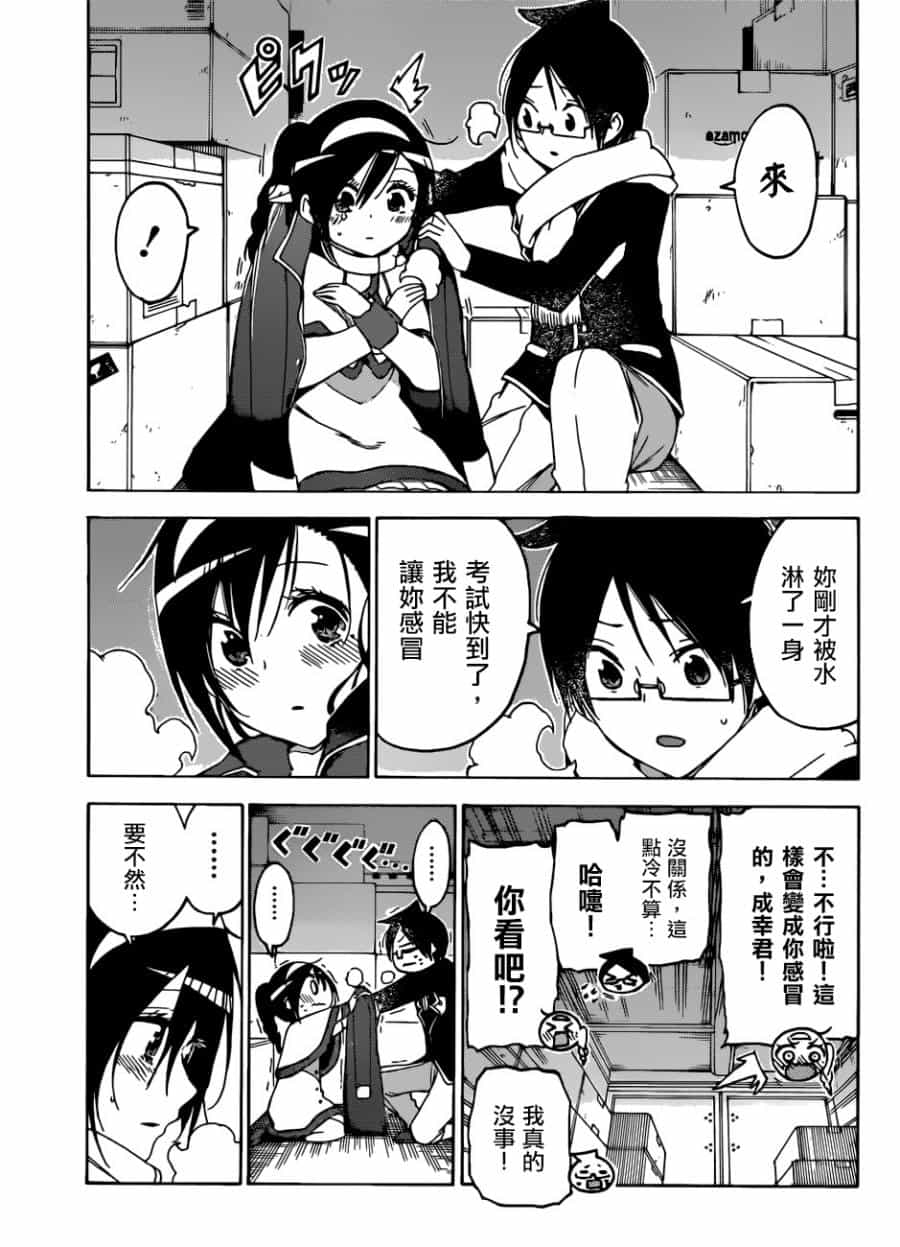 ピクッ
azamo
來
！
妳剛才被水
淋了一身
考試快到了，
我不能
讓妳感冒
不…不行啦！這
樣會變成你感冒
的，成幸君！
沒關係，這
點冷不算…
哈嚏！
你看吧!?
我真的
沒事！
……
ぐぐぐぐ…
……
……
要不然…